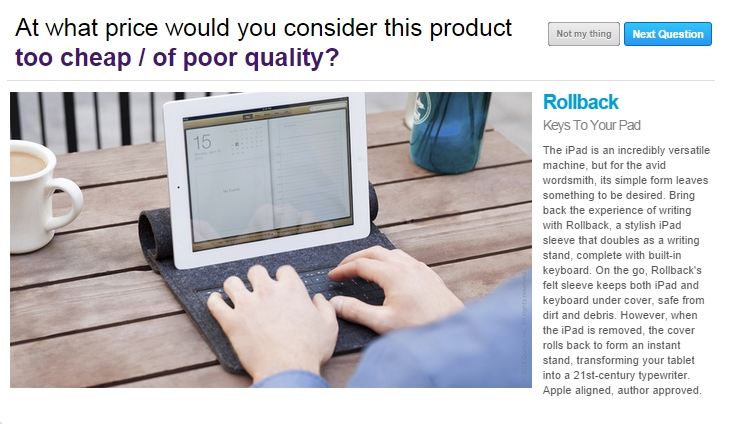 At what price would you consider this product
too cheap / of poor quality?
Not my thing
Next Question
Rollback
Keys To Your Pad
The iPad is an incredibly versatile
machine, but for the avid
wordsmith, its simple form leaves
something to be desired. Bring
back the experience of writing
with Rollback, a stylish iPad
sleeve that doubles as a writing
stand, complete with built-in
keyboard. On the go, Rollback's
felt sleeve keeps both iPad and
keyboard under cover, safe from
dirt and debris. However, when
the iPad is removed, the cover
rolls back to form an instant
stand, transforming your tablet
into a 21st-century typewriter.
Apple aligned, author approved.
15